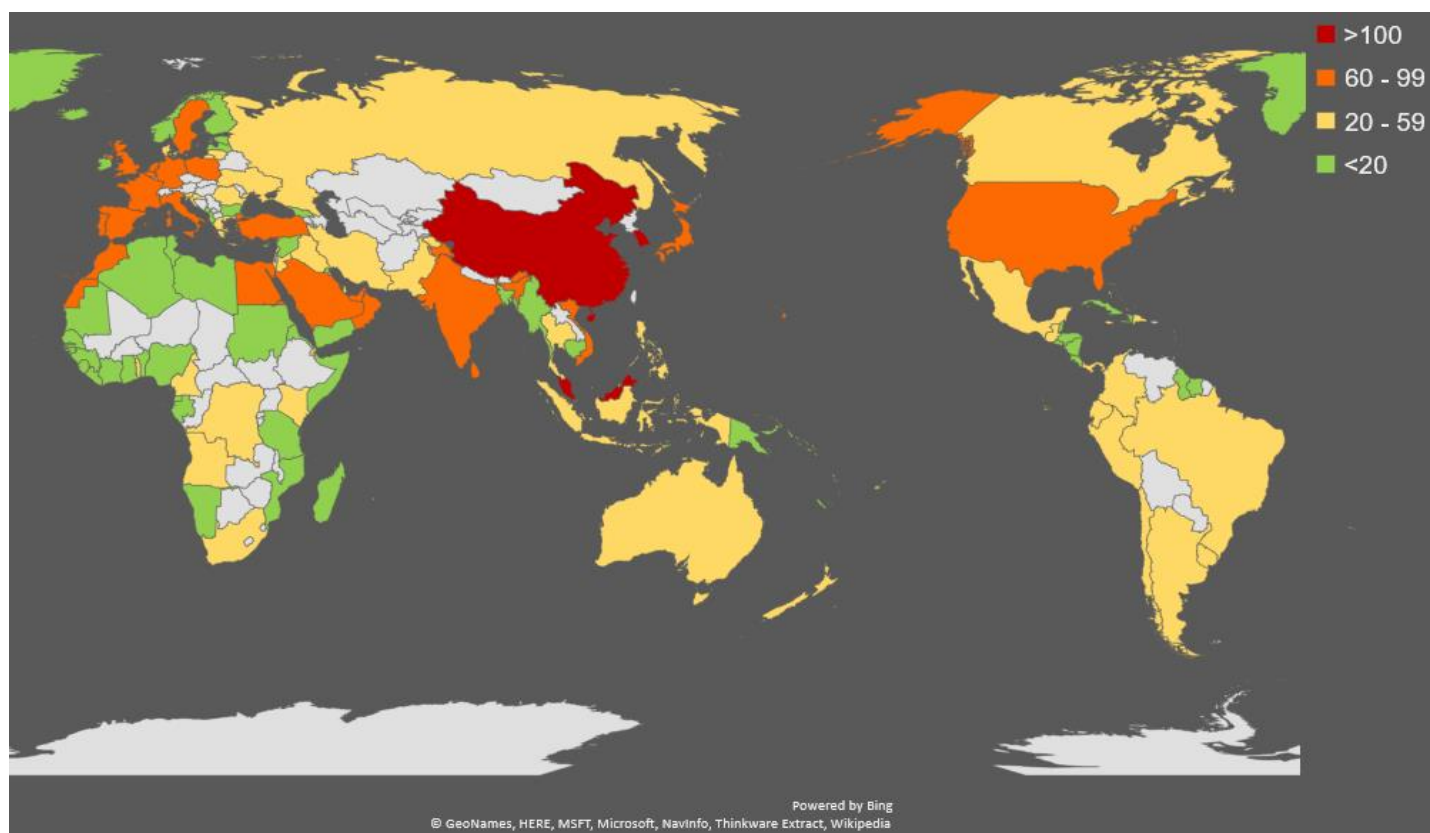 >100
60 - 99
20 - 59
<20
Powered by Bing
© GeoNames, HERE, MSFT, Microsoft, NavInfo, Thinkware Extract, Wikipedia